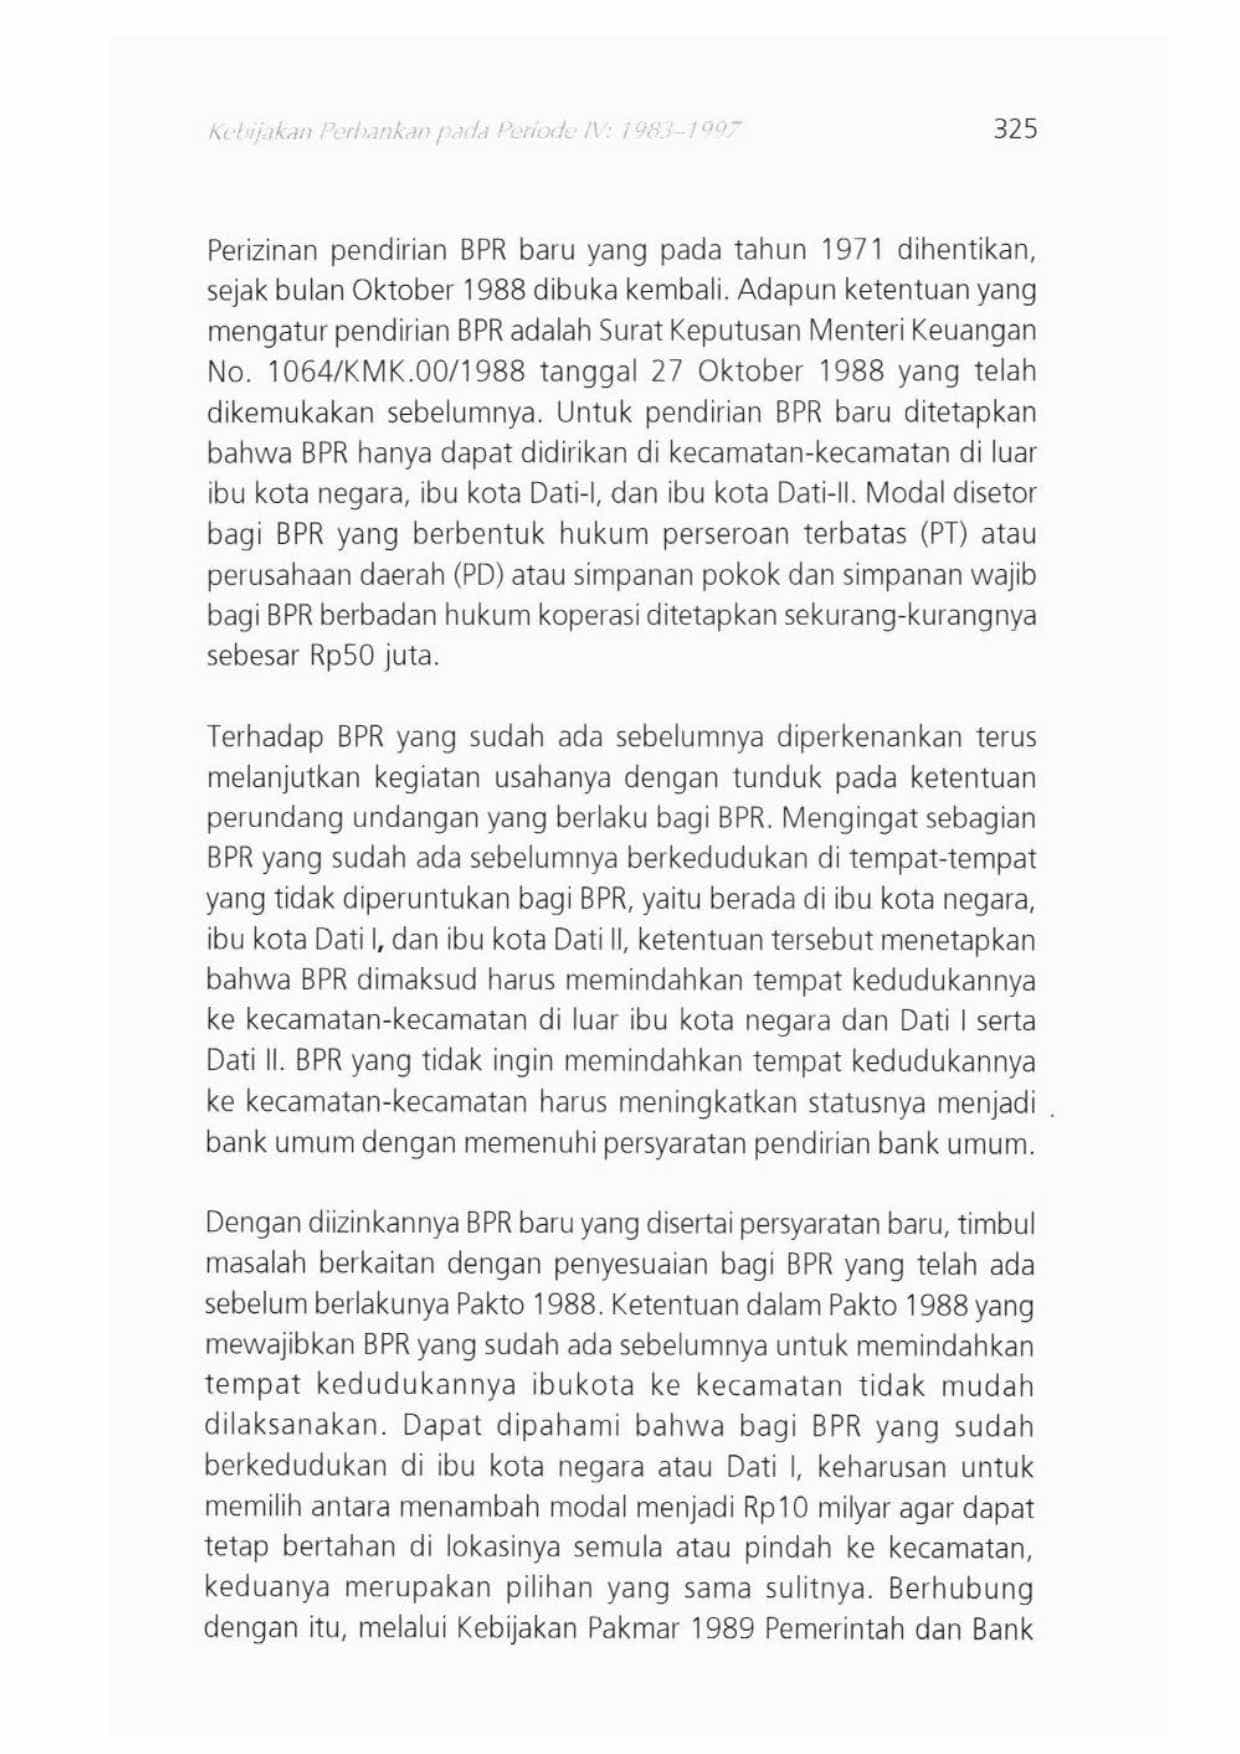 Kebijakan Perbankan pada Periode IV: 1983–1997 325
Perizinan pendirian BPR baru yang pada tahun 1971 dihentikan,
sejak bulan Oktober 1988 dibuka kembali. Adapun ketentuan yang
mengatur pendirian BPR adalah Surat Keputusan Menteri Keuangan
No. 1064/KMK.00/1988 tanggal 27 Oktober 1988 yang telah
dikemukakan sebelumnya. Untuk pendirian BPR baru ditetapkan
bahwa BPR hanya dapat didirikan di kecamatan-kecamatan di luar
ibu kota negara, ibu kota Dati-I, dan ibu kota Dati-II. Modal disetor
bagi BPR yang berbentuk hukum perseroan terbatas (PT) atau
perusahaan daerah (PD) atau simpanan pokok dan simpanan wajib
bagi BPR berbadan hukum koperasi ditetapkan sekurang-kurangnya
sebesar Rp50 juta.
Terhadap BPR yang sudah ada sebelumnya diperkenankan terus
melanjutkan kegiatan usahanya dengan tunduk pada ketentuan
perundang undangan yang berlaku bagi BPR. Mengingat sebagian
BPR yang sudah ada sebelumnya berkedudukan di tempat-tempat
yang tidak diperuntukan bagi BPR, yaitu berada di ibu kota negara,
ibu kota Dati I, dan ibu kota Dati II, ketentuan tersebut menetapkan
bahwa BPR dimaksud harus memindahkan tempat kedudukannya
ke kecamatan-kecamatan di luar ibu kota negara dan Dati I serta
Dati II. BPR yang tidak ingin memindahkan tempat kedudukannya
ke kecamatan-kecamatan harus meningkatkan statusnya menjadi
bank umum dengan memenuhi persyaratan pendirian bank umum.
Dengan diizinkannya BPR baru yang disertai persyaratan baru, timbul
masalah berkaitan dengan penyesuaian bagi BPR yang telah ada
sebelum berlakunya Pakto 1988. Ketentuan dalam Pakto 1988 yang
mewajibkan BPR yang sudah ada sebelumnya untuk memindahkan
tempat kedudukannya ibukota ke kecamatan tidak mudah
dilaksanakan. Dapat dipahami bahwa bagi BPR yang sudah
berkedudukan di ibu kota negara atau Dati I, keharusan untuk
memilih antara menambah modal menjadi Rp10 milyar agar dapat
tetap bertahan di lokasinya semula atau pindah ke kecamatan,
keduanya merupakan pilihan yang sama sulitnya. Berhubung
dengan itu, melalui Kebijakan Pakmar 1989 Pemerintah dan Bank